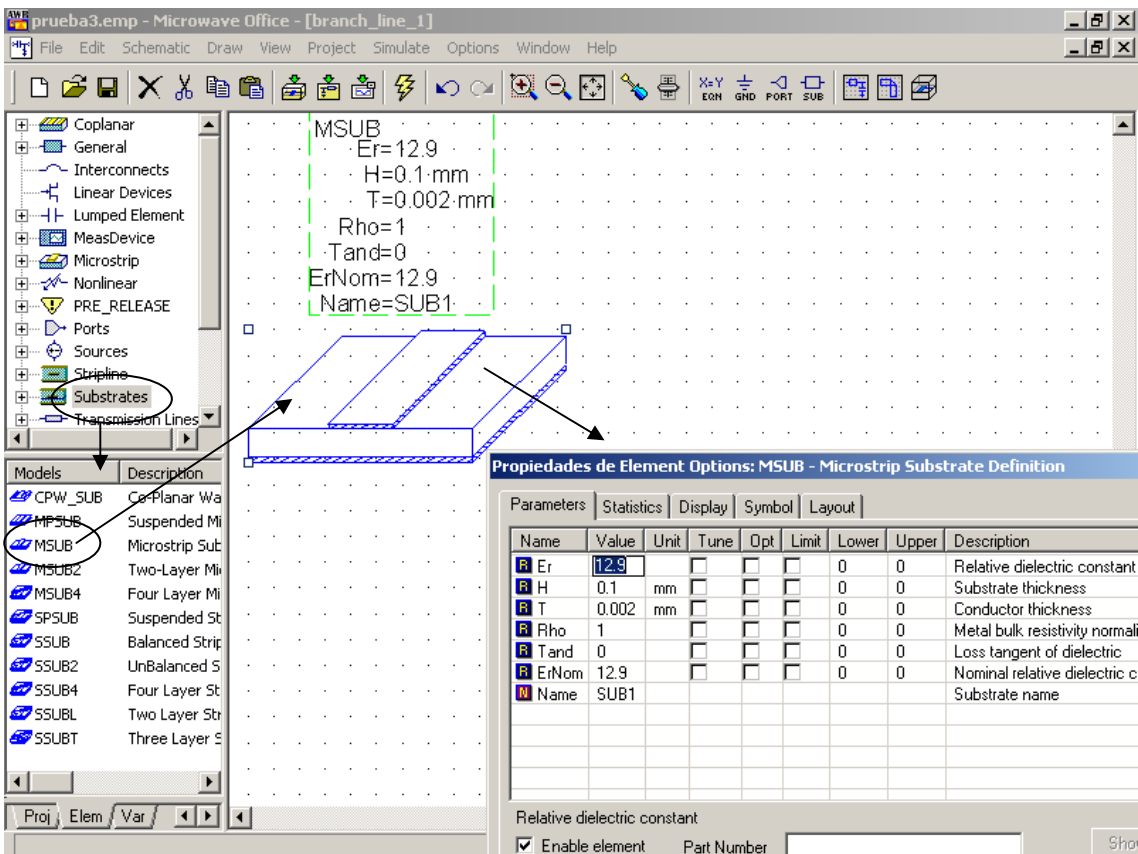 prueba3.emp - Microwave Office - [branch_line_1]
File Edit Schematic Draw View Project Simulate Options Window Help
X=Y EQN GND PORT SUB
Coplanar
General
Interconnects
Linear Devices
Lumped Element
MeasDevice
Microstrip
Nonlinear
PRE_RELEASE
Ports
Sources
Stripline
Substrates
Transmission Lines
Models Description
CPW_SUB Co-Planar Wa
MPSUB Suspended Mi
MSUB Microstrip Sub
MSUB2 Two-Layer Mi
MSUB4 Four Layer Mi
SPSUB Suspended St
SSUB Balanced Strip
SSUB2 UnBalanced S
SSUB4 Four Layer St
SSUBL Two Layer Str
SSUBT Three Layer S
Proj Elem Var
MSUB
Er=12.9
H=0.1 mm
T=0.002 mm
Rho=1
Tand=0
ErNom=12.9
Name=SUB1
Propiedades de Element Options: MSUB - Microstrip Substrate Definition
Parameters Statistics Display Symbol Layout
Name Value Unit Tune Opt Limit Lower Upper Description
R Er 12.9 0 0 Relative dielectric constant
R H 0.1 mm 0 0 Substrate thickness
R T 0.002 mm 0 0 Conductor thickness
R Rho 1 0 0 Metal bulk resistivity normali
R Tand 0 0 0 Loss tangent of dielectric
R ErNom 12.9 0 0 Nominal relative dielectric c
N Name SUB1 Substrate name
Relative dielectric constant
Enable element Part Number Sho